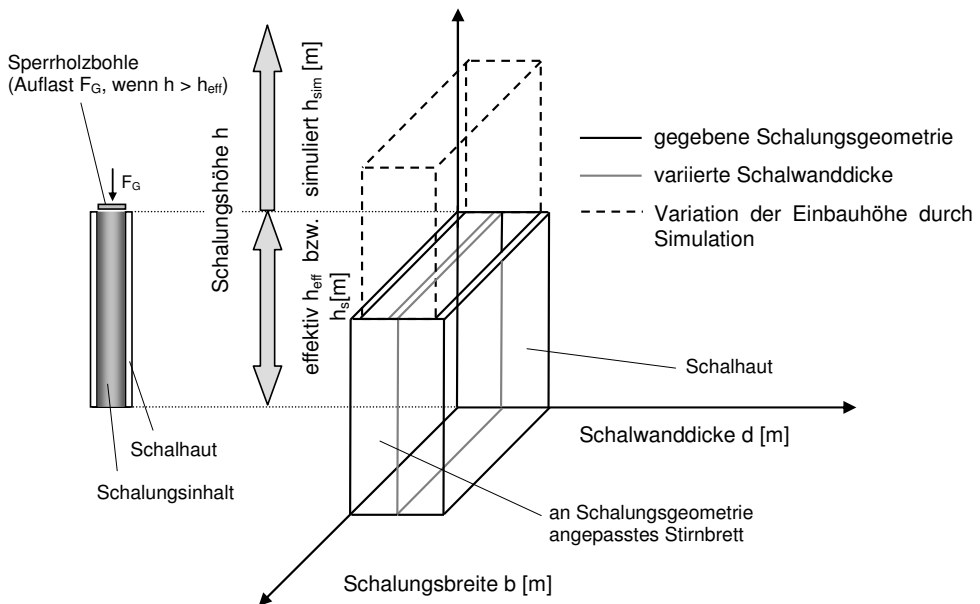 Sperrholzbohle
(Auflast F_G, wenn h > h_eff)
F_G
Schalungshöhe h
simuliert h_sim [m]
effektiv h_eff bzw.
h_s[m]
gegebene Schalungsgeometrie
variierte Schalwanddicke
Variation der Einbauhöhe durch
Simulation
Schalhaut
Schalwanddicke d [m]
Schalhaut
Schalungsinhalt
an Schalungsgeometrie
angepasstes Stirnbrett
Schalungsbreite b [m]